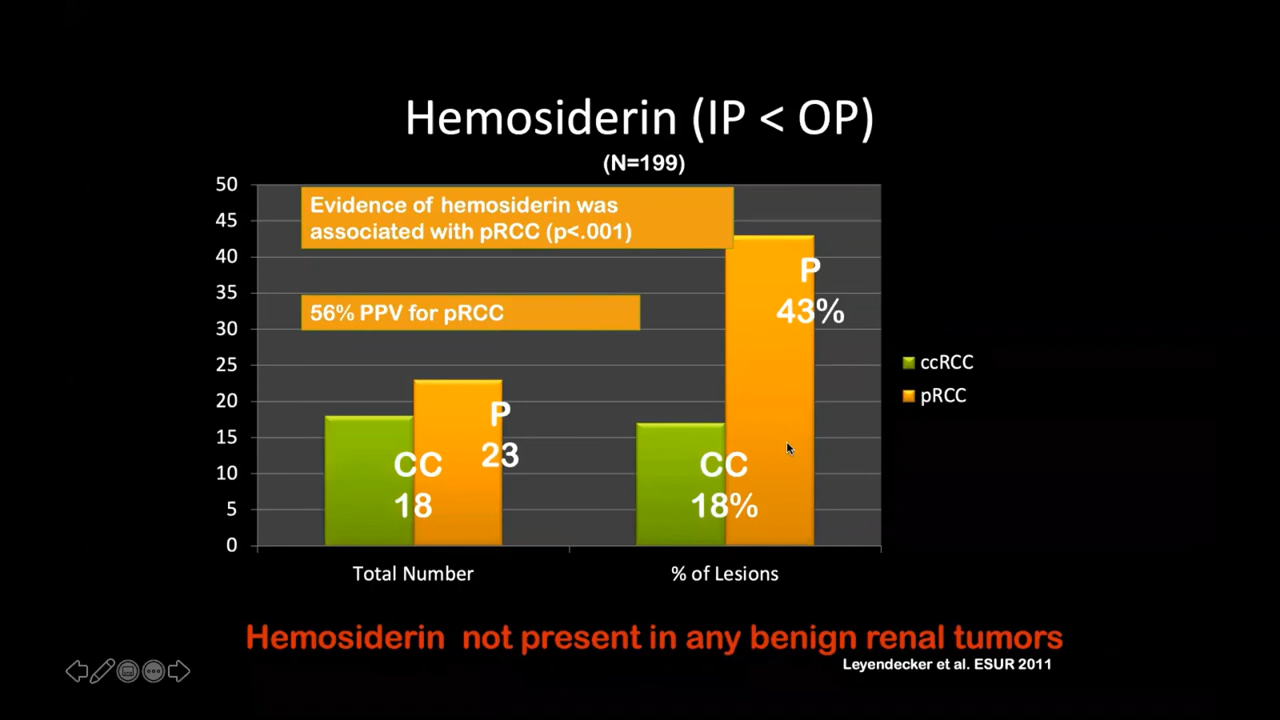 Hemosiderin (IP < OP)
(N=199)
50
45
40
35
30
25
20
15
10
5
0
Evidence of hemosiderin was
associated with pRCC (p<.001)
56% PPV for pRCC
CC
18
P
23
CC
18%
P
43%
Total Number
% of Lesions
ccRCC
pRCC
Hemosiderin  not present in any benign renal tumors
Leyendecker et al. ESUR 2011